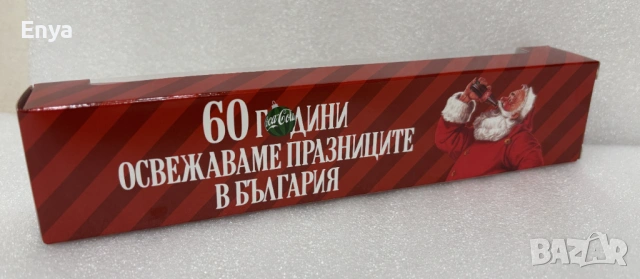 Enya
60 ГОДИНИ
Coca-Cola
ОСВЕЖАВАМЕ ПРАЗНИЦИТЕ
В БЪЛГАРИЯ
BAZAR